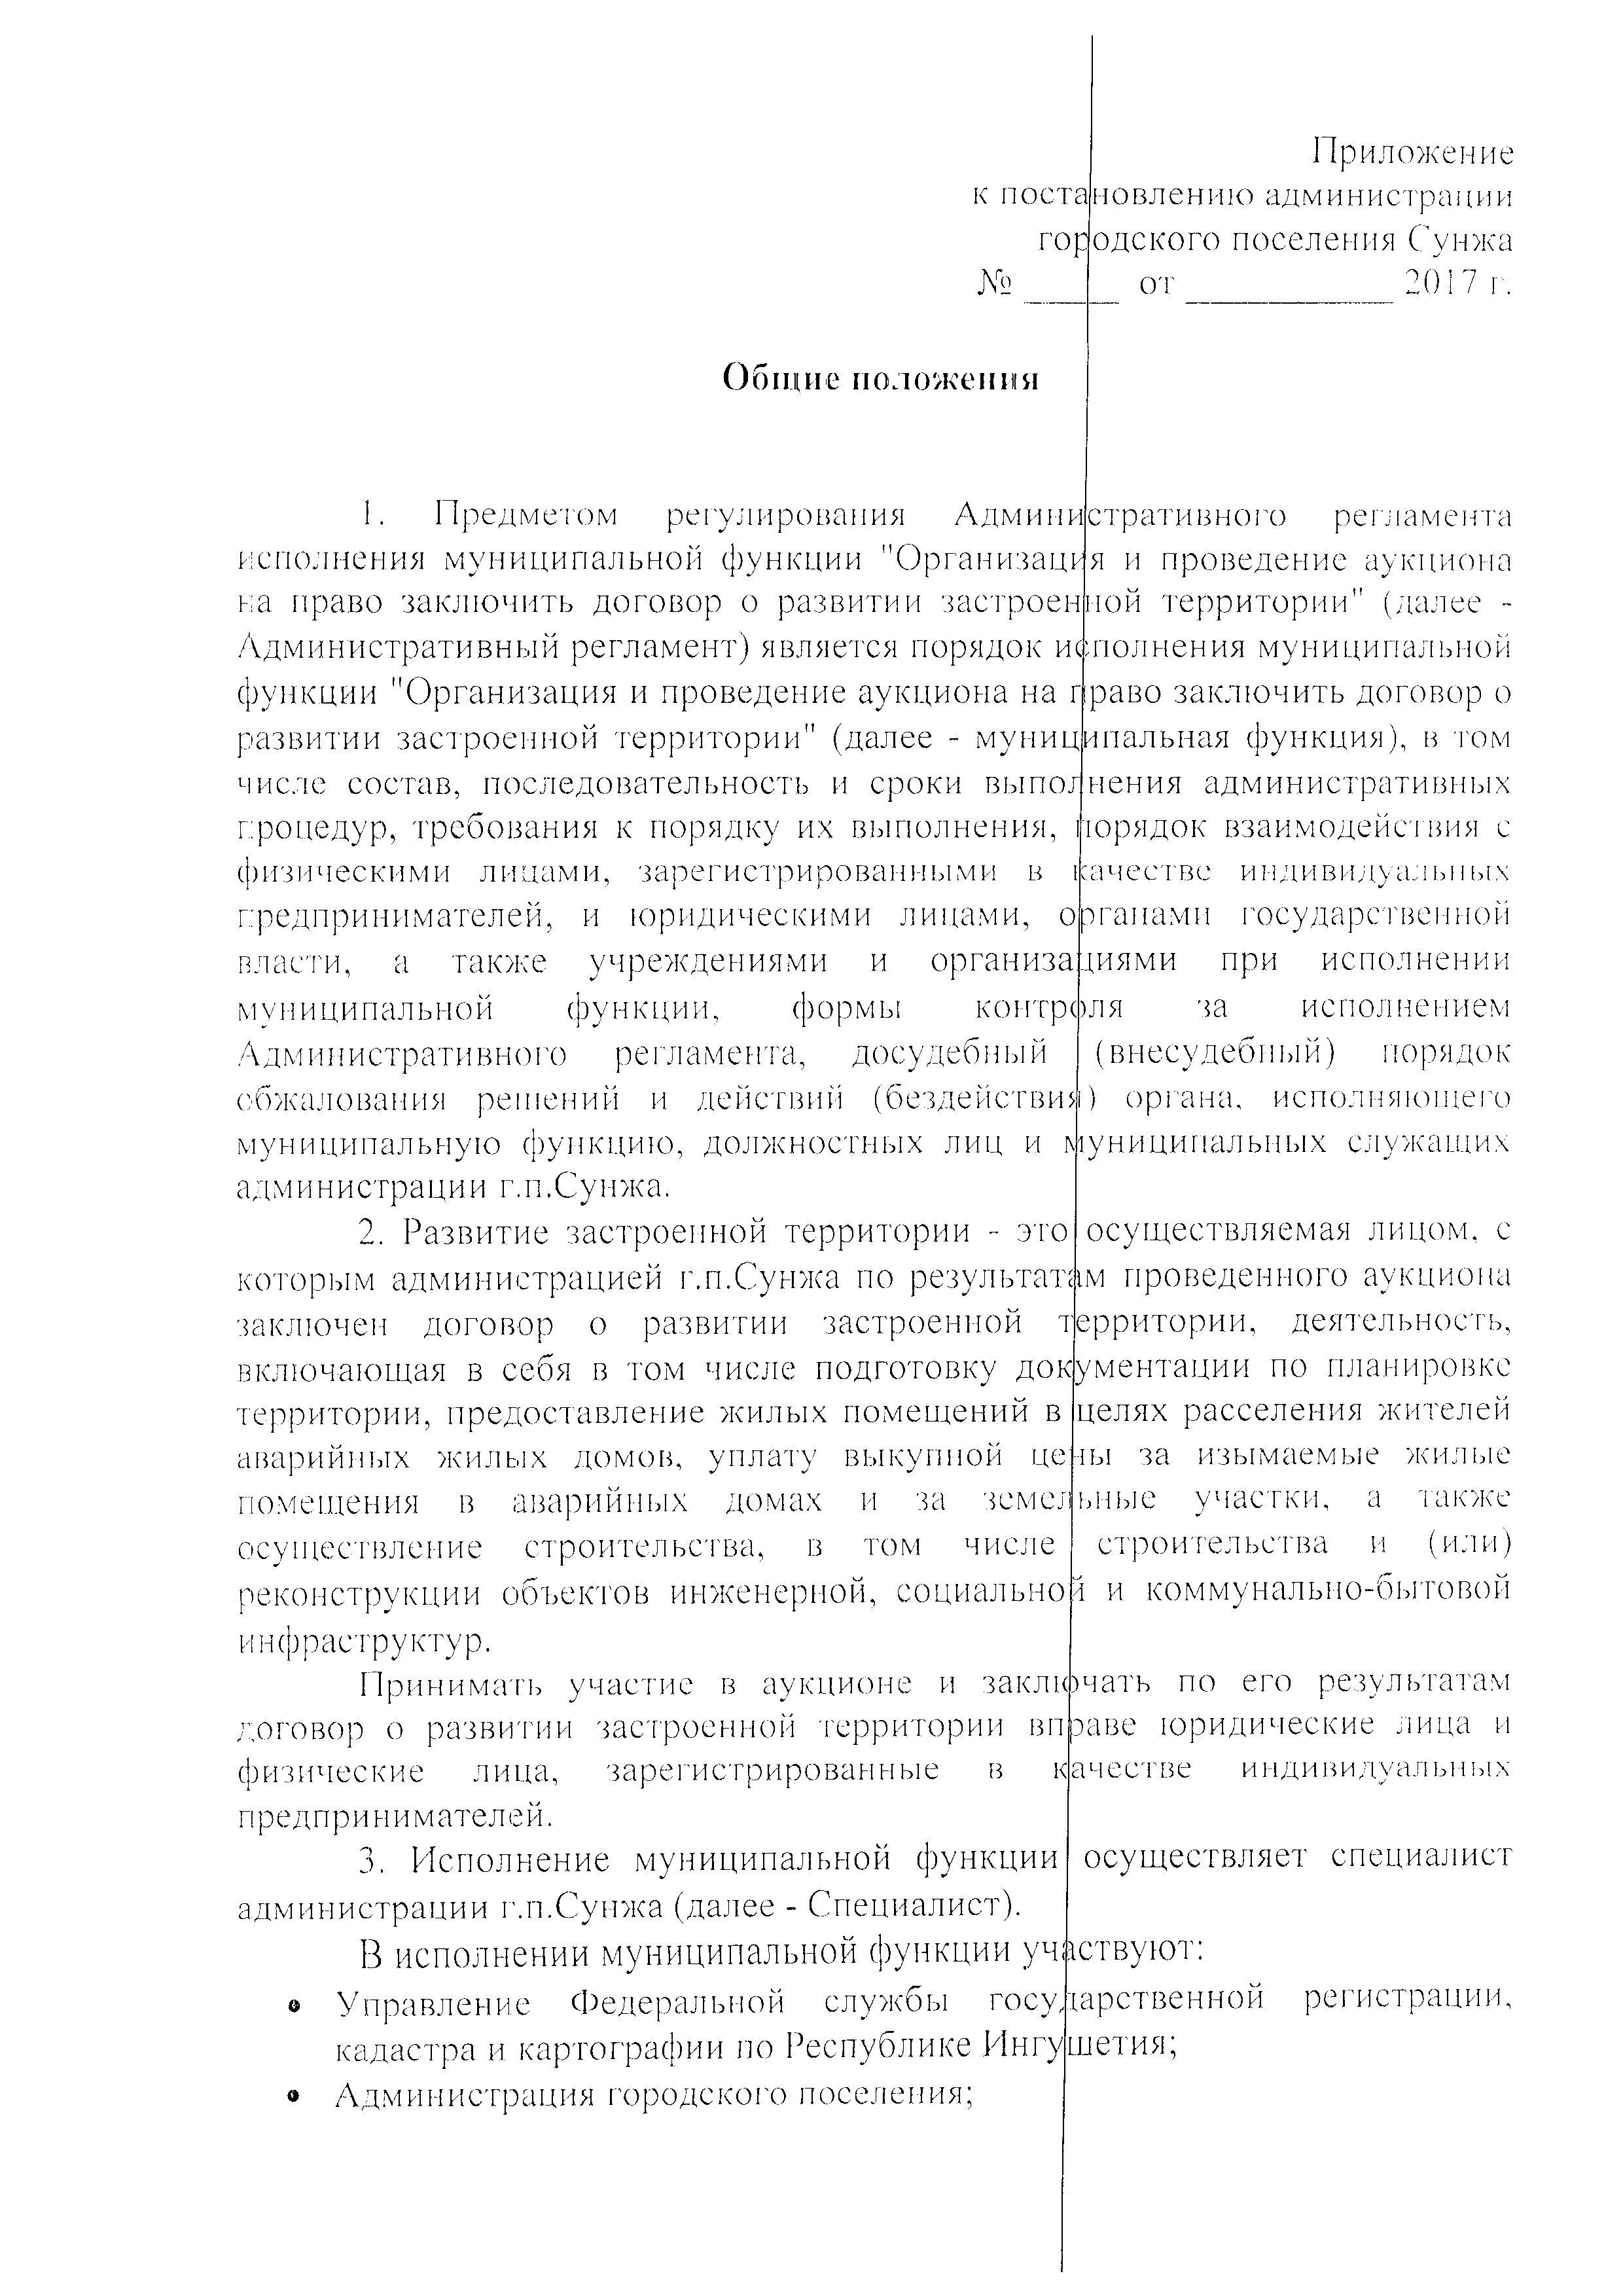 Приложение
к постановлению администрации
городского поселения Сунжа
№ ______ от _____________ 2017 г.
Общие положения
1. Предметом регулирования Административного регламента
исполнения муниципальной функции "Организация и проведение аукциона
на право заключить договор о развитии застроенной территории" (далее -
Административный регламент) является порядок исполнения муниципальной
функции "Организация и проведение аукциона на право заключить договор о
развитии застроенной территории" (далее - муниципальная функция), в том
числе состав, последовательность и сроки выполнения административных
процедур, требования к порядку их выполнения, порядок взаимодействия с
физическими лицами, зарегистрированными в качестве индивидуальных
предпринимателей, и юридическими лицами, органами государственной
власти, а также учреждениями и организациями при исполнении
муниципальной функции, формы контроля за исполнением
Административного регламента, досудебный (внесудебный) порядок
обжалования решений и действий (бездействия) органа, исполняющего
муниципальную функцию, должностных лиц и муниципальных служащих
администрации г.п.Сунжа.
2. Развитие застроенной территории - это осуществляемая лицом, с
которым администрацией г.п.Сунжа по результатам проведенного аукциона
заключен договор о развитии застроенной территории, деятельность,
включающая в себя в том числе подготовку документации по планировке
территории, предоставление жилых помещений в целях расселения жителей
аварийных жилых домов, уплату выкупной цены за изымаемые жилые
помещения в аварийных домах и за земельные участки, а также
осуществление строительства, в том числе строительства и (или)
реконструкции объектов инженерной, социальной и коммунально-бытовой
инфраструктур.
Принимать участие в аукционе и заключать по его результатам
договор о развитии застроенной территории вправе юридические лица и
физические лица, зарегистрированные в качестве индивидуальных
предпринимателей.
3. Исполнение муниципальной функции осуществляет специалист
администрации г.п.Сунжа (далее - Специалист).
В исполнении муниципальной функции участвуют:
• Управление Федеральной службы государственной регистрации,
кадастра и картографии по Республике Ингушетия;
• Администрация городского поселения;